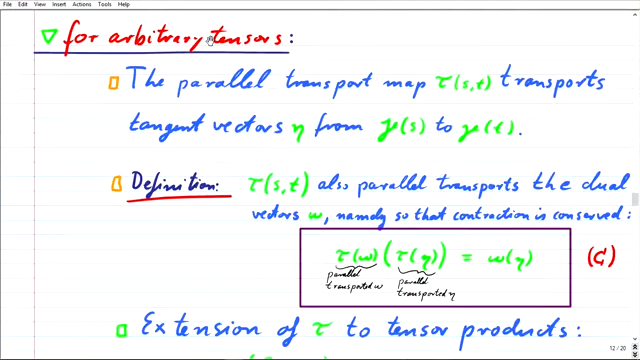 File Edit View Insert Actions Tools Help
▽ for arbitrary tensors:
The parallel transport map τ(s,t) transports
tangent vectors η from γ(s) to γ(t).
Definition: τ(s,t) also parallel transports the dual
vectors ω, namely so that contraction is conserved:
τ(ω) (τ(η)) = ω(η) (C)
parallel transported ω parallel transported η
Extension of τ to tensor products:
12 / 20